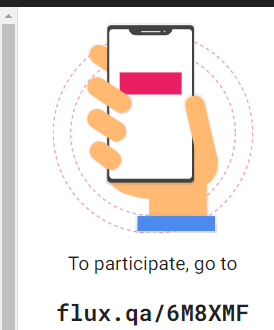 To participate, go to
flux.qa/6M8XMF